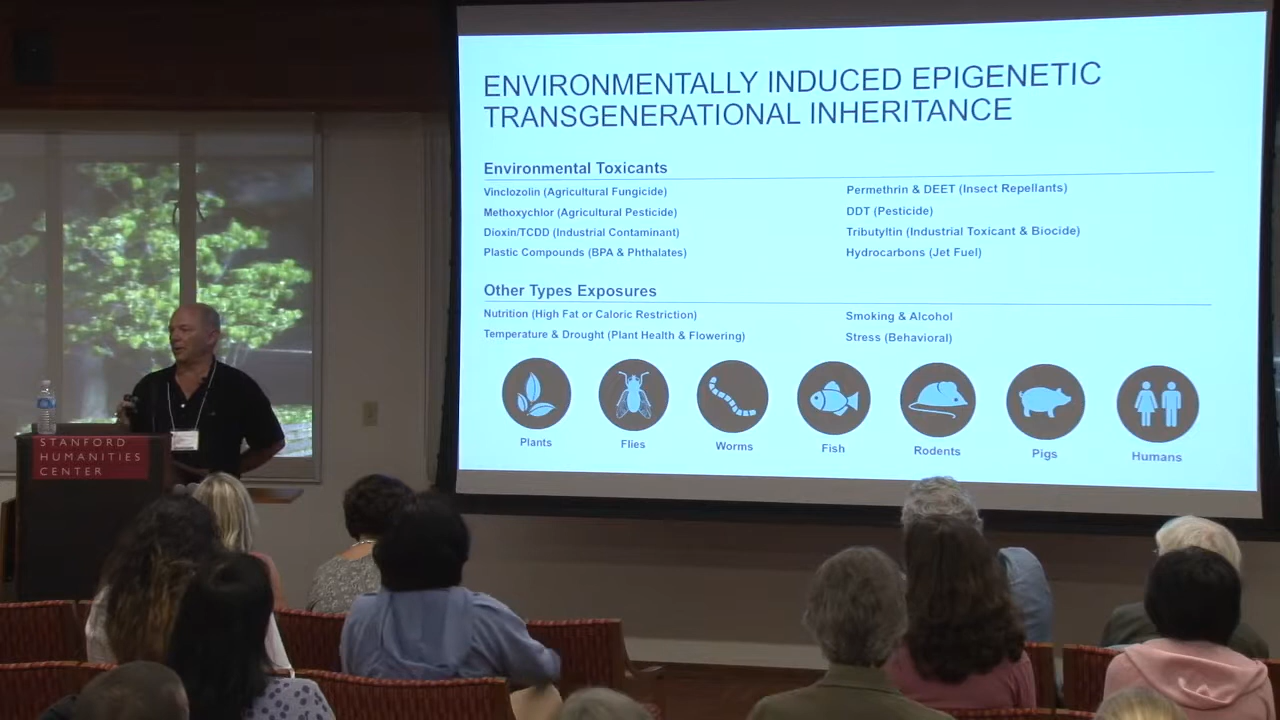 ENVIRONMENTALLY INDUCED EPIGENETIC
TRANSGENERATIONAL INHERITANCE
Environmental Toxicants
Vinclozolin (Agricultural Fungicide)
Methoxychlor (Agricultural Pesticide)
Dioxin/TCDD (Industrial Contaminant)
Plastic Compounds (BPA & Phthalates)
Permethrin & DEET (Insect Repellants)
DDT (Pesticide)
Tributyltin (Industrial Toxicant & Biocide)
Hydrocarbons (Jet Fuel)
Other Types Exposures
Nutrition (High Fat or Caloric Restriction)
Temperature & Drought (Plant Health & Flowering)
Smoking & Alcohol
Stress (Behavioral)
Plants
Flies
Worms
Fish
Rodents
Pigs
Humans
STANFORD
HUMANITIES
CENTER